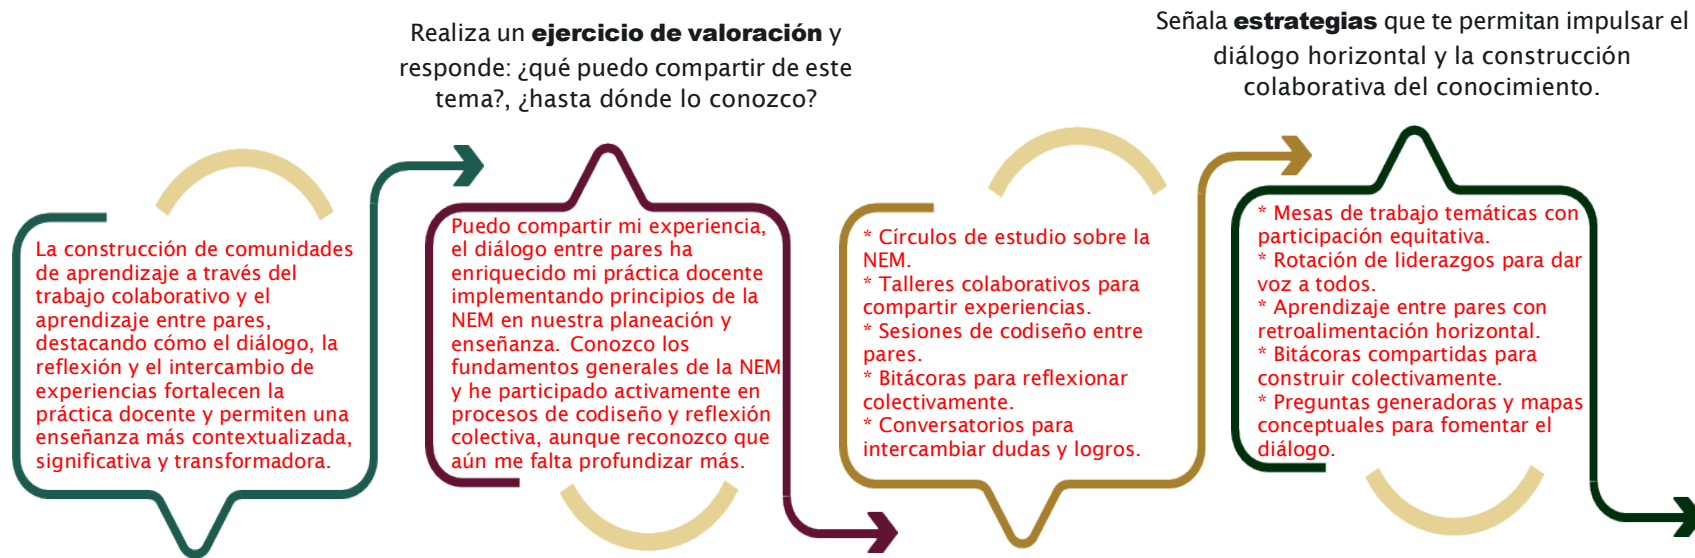 Realiza un ejercicio de valoración y
responde: ¿qué puedo compartir de este
tema?, ¿hasta dónde lo conozco?
Señala estrategias que te permitan impulsar el
diálogo horizontal y la construcción
colaborativa del conocimiento.
La construcción de comunidades
de aprendizaje a través del
trabajo colaborativo y el
aprendizaje entre pares,
destacando cómo el diálogo, la
reflexión y el intercambio de
experiencias fortalecen la
práctica docente y permiten una
enseñanza más contextualizada,
significativa y transformadora.
Puedo compartir mi experiencia,
el diálogo entre pares ha
enriquecido mi práctica docente
implementando principios de la
NEM en nuestra planeación y
enseñanza. Conozco los
fundamentos generales de la NEM
y he participado activamente en
procesos de codiseño y reflexión
colectiva, aunque reconozco que
aún me falta profundizar más.
* Círculos de estudio sobre la
NEM.
* Talleres colaborativos para
compartir experiencias.
* Sesiones de codiseño entre
pares.
* Bitácoras para reflexionar
colectivamente.
* Conversatorios para
intercambiar dudas y logros.
* Mesas de trabajo temáticas con
participación equitativa.
* Rotación de liderazgos para dar
voz a todos.
* Aprendizaje entre pares con
retroalimentación horizontal.
* Bitácoras compartidas para
construir colectivamente.
* Preguntas generadoras y mapas
conceptuales para fomentar el
diálogo.